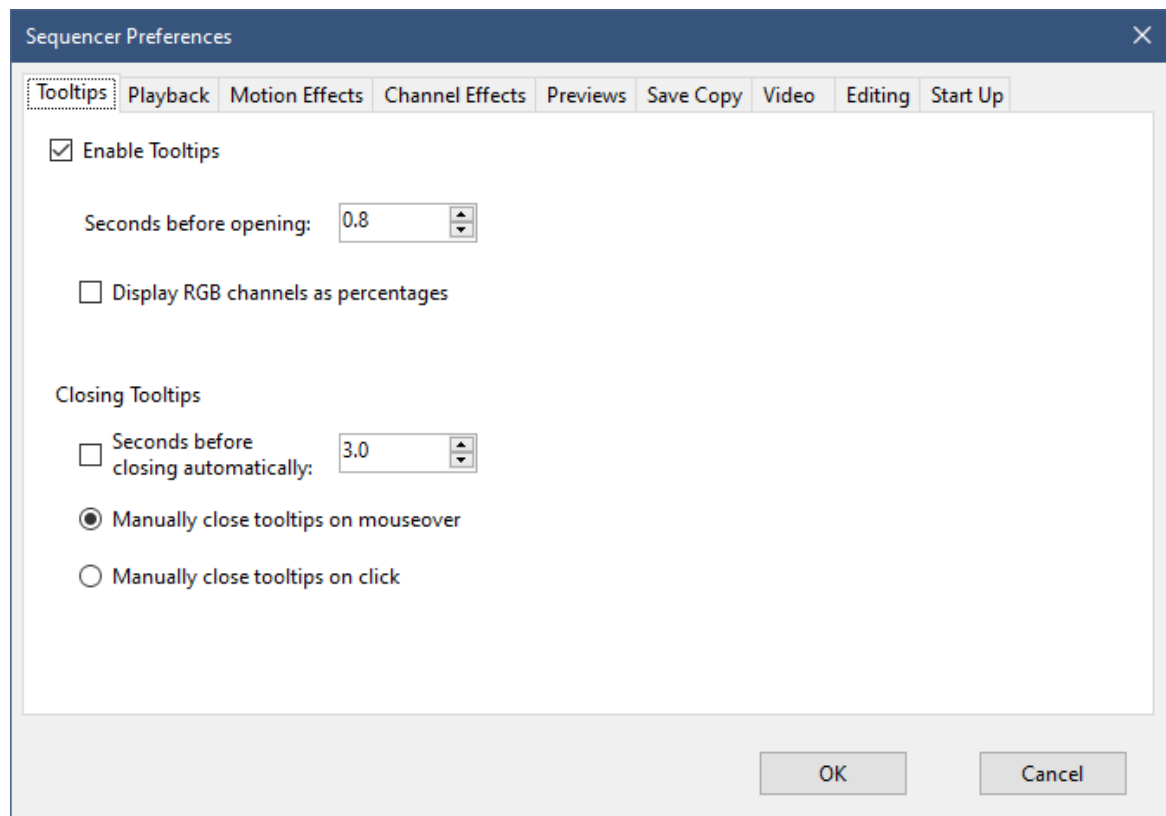 Sequencer Preferences
Tooltips Playback Motion Effects Channel Effects Previews Save Copy Video Editing Start Up
Enable Tooltips
Seconds before opening: 0.8
Display RGB channels as percentages
Closing Tooltips
Seconds before
closing automatically: 3.0
Manually close tooltips on mouseover
Manually close tooltips on click
OK Cancel